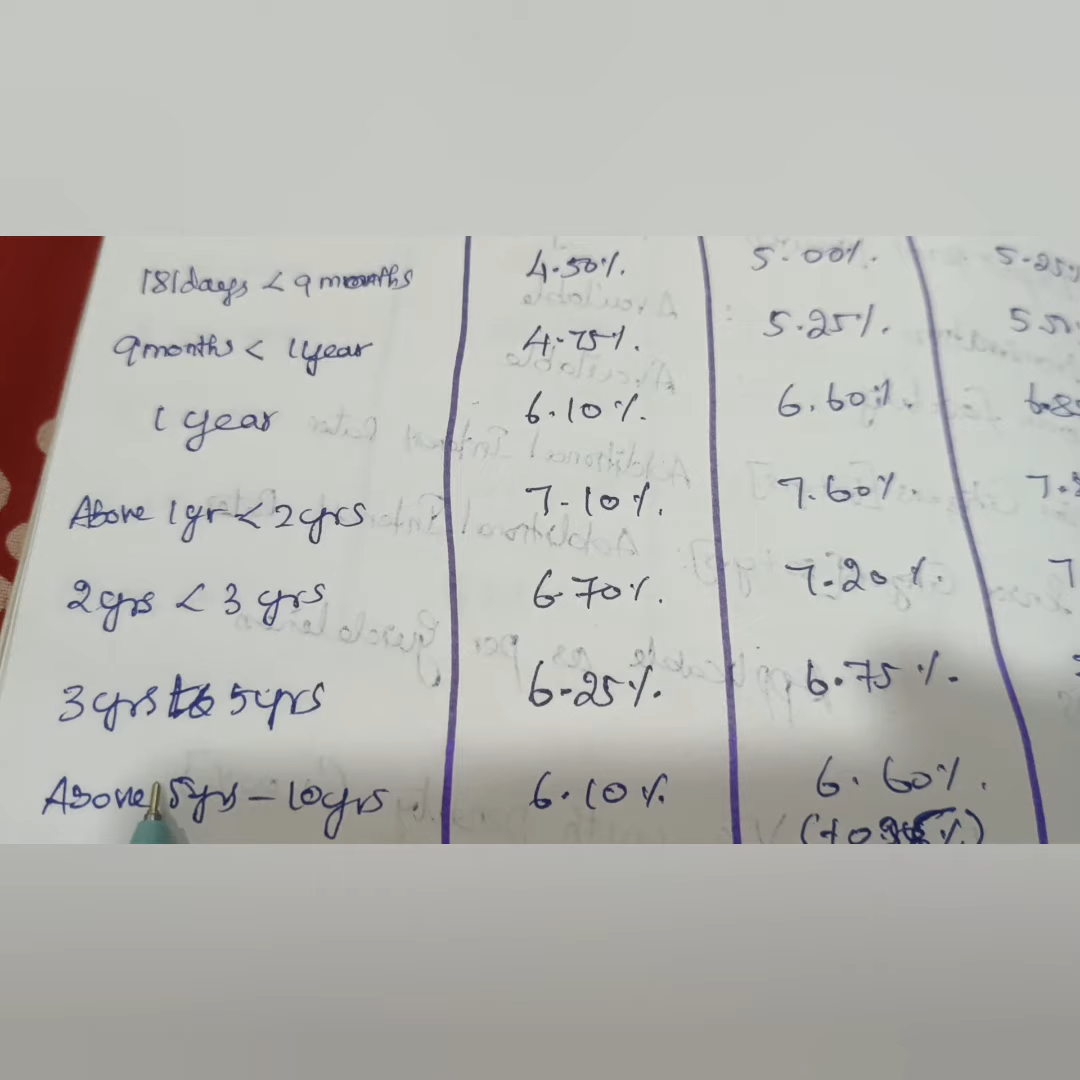 181days < 9 months 4.50%. 5.00%. 5.25%
9months < 1year 4.75%. 5.25%.
1 year 6.10%. 6.60%.
Above 1yr < 2yrs 7.10%. 7.60%.
2yrs < 3 yrs 6.70%. 7.20%.
3yrs to 5yrs 6.25%. 6.75%.
Above 5yrs - 10yrs. 6.10%. 6.60%.